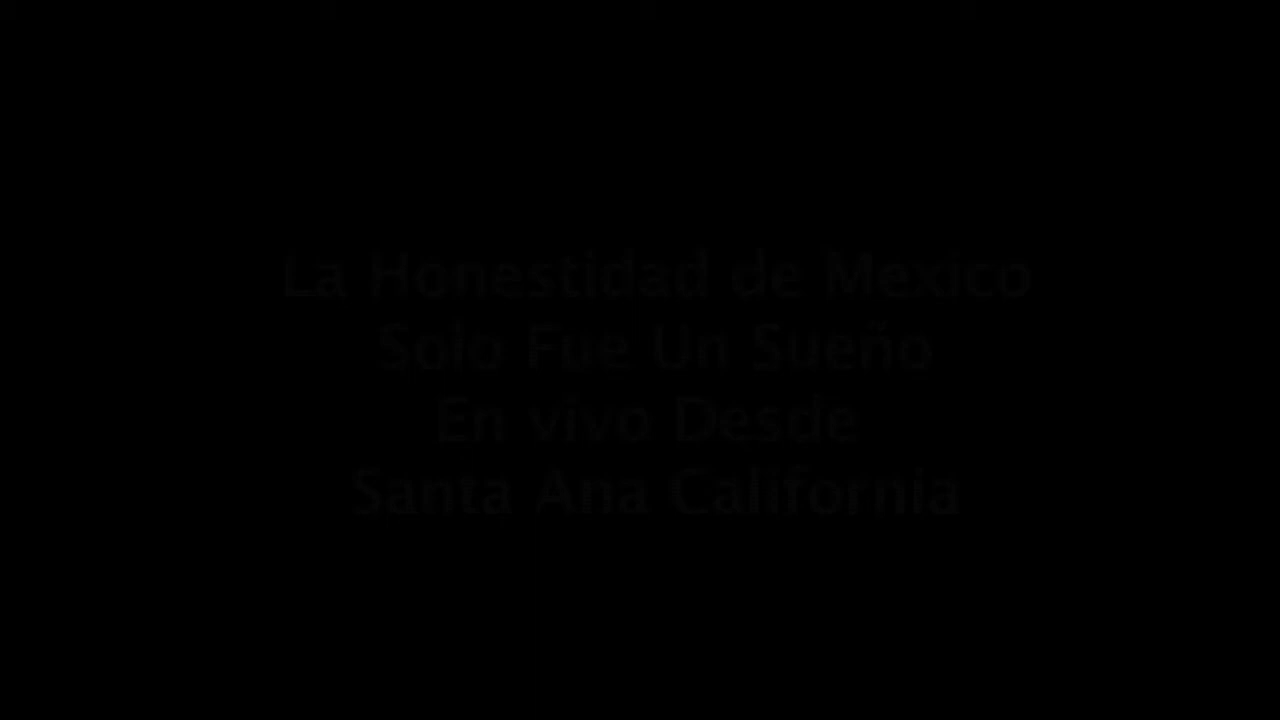 La Honestidad de Mexico
Solo Fue Un Sueño
En vivo Desde
Santa Ana California